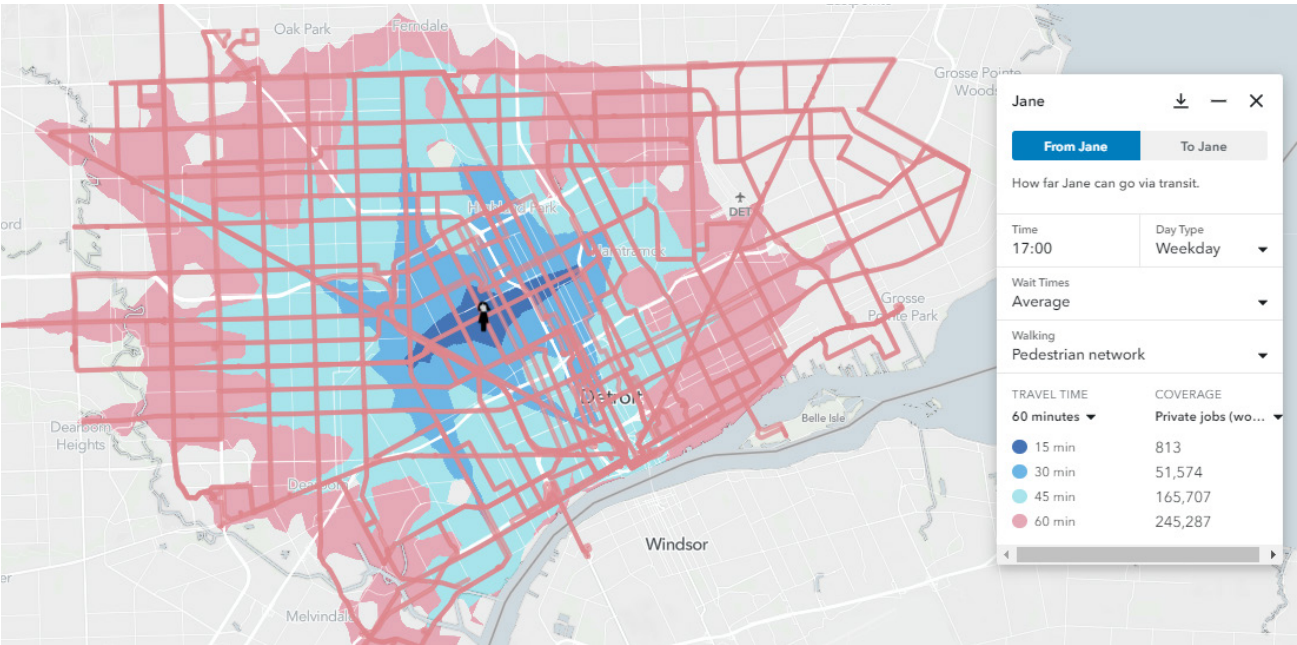 Oak Park
Ferndale
Grosse Pointe
Woods
DET
Highland Park
Hamtramck
Grosse
Pointe Park
Detroit
Belle Isle
Dearborn
Heights
Dearborn
Windsor
Melvindale
Jane
From Jane
To Jane
How far Jane can go via transit.
Time
Day Type
17:00
Weekday
Wait Times
Average
Walking
Pedestrian network
TRAVEL TIME
COVERAGE
60 minutes
Private jobs (wo...
15 min
813
30 min
51,574
45 min
165,707
60 min
245,287